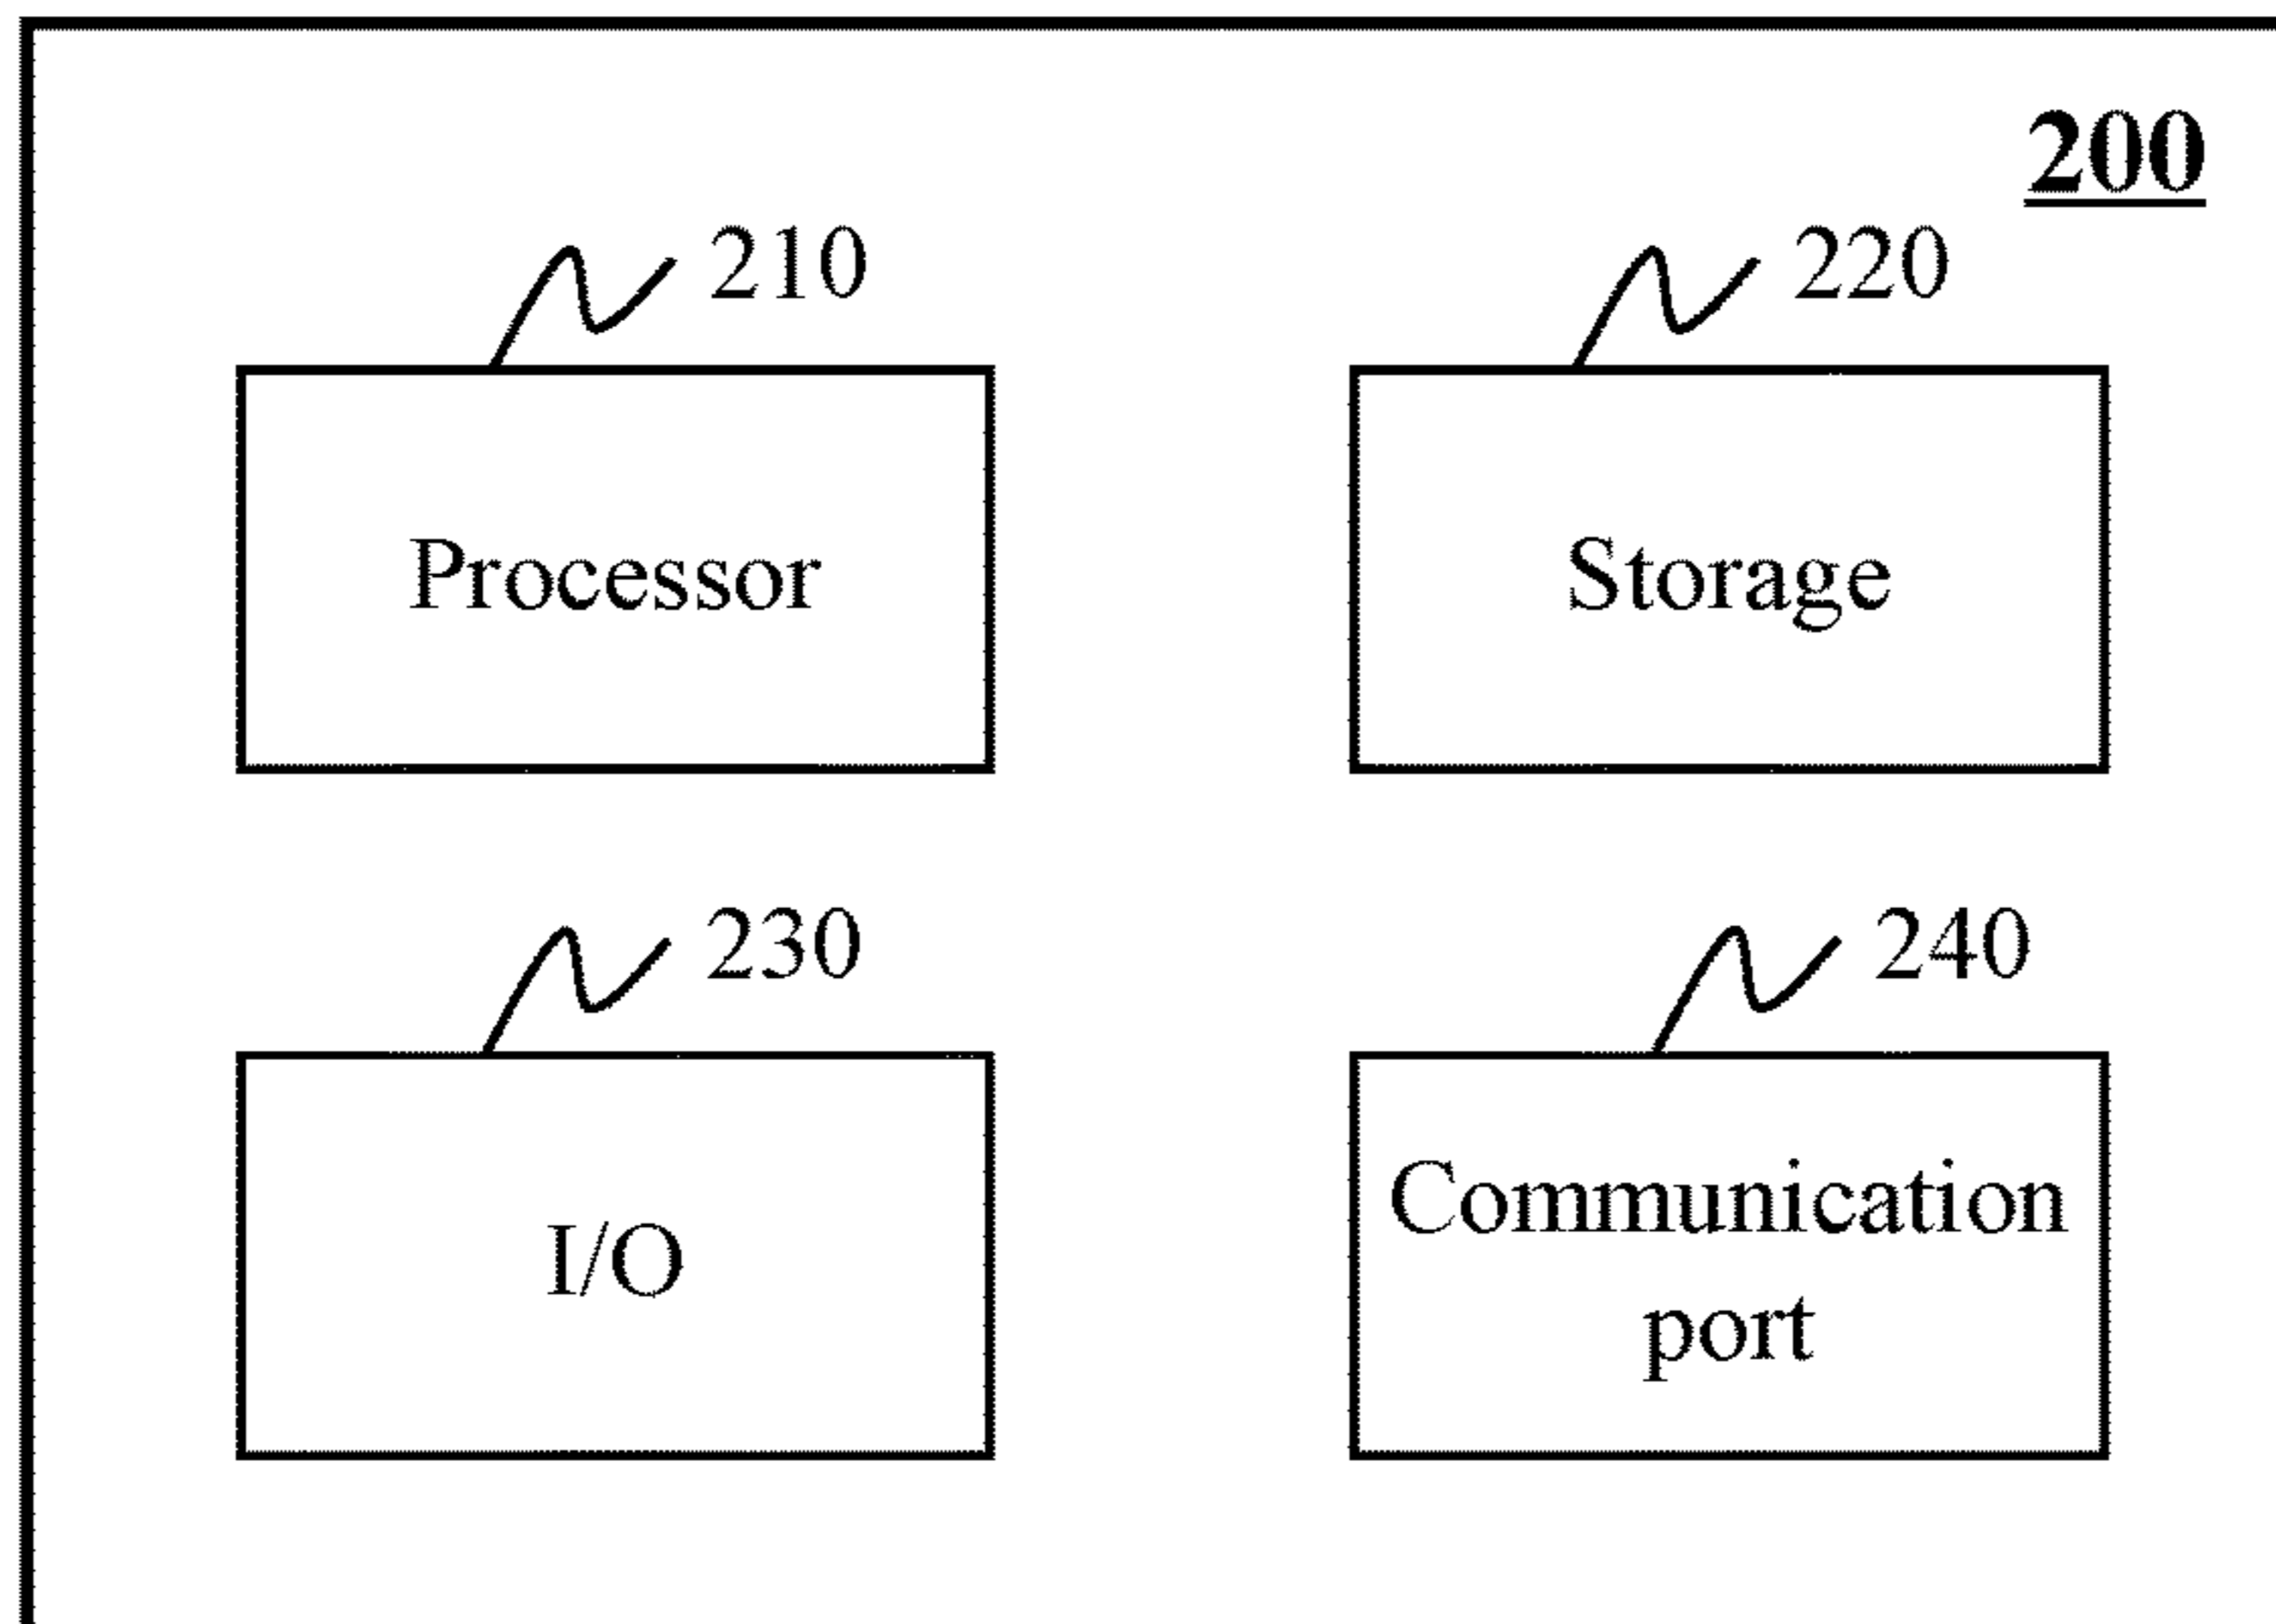 200
210
220
Processor
Storage
230
240
I/O
Communication
port